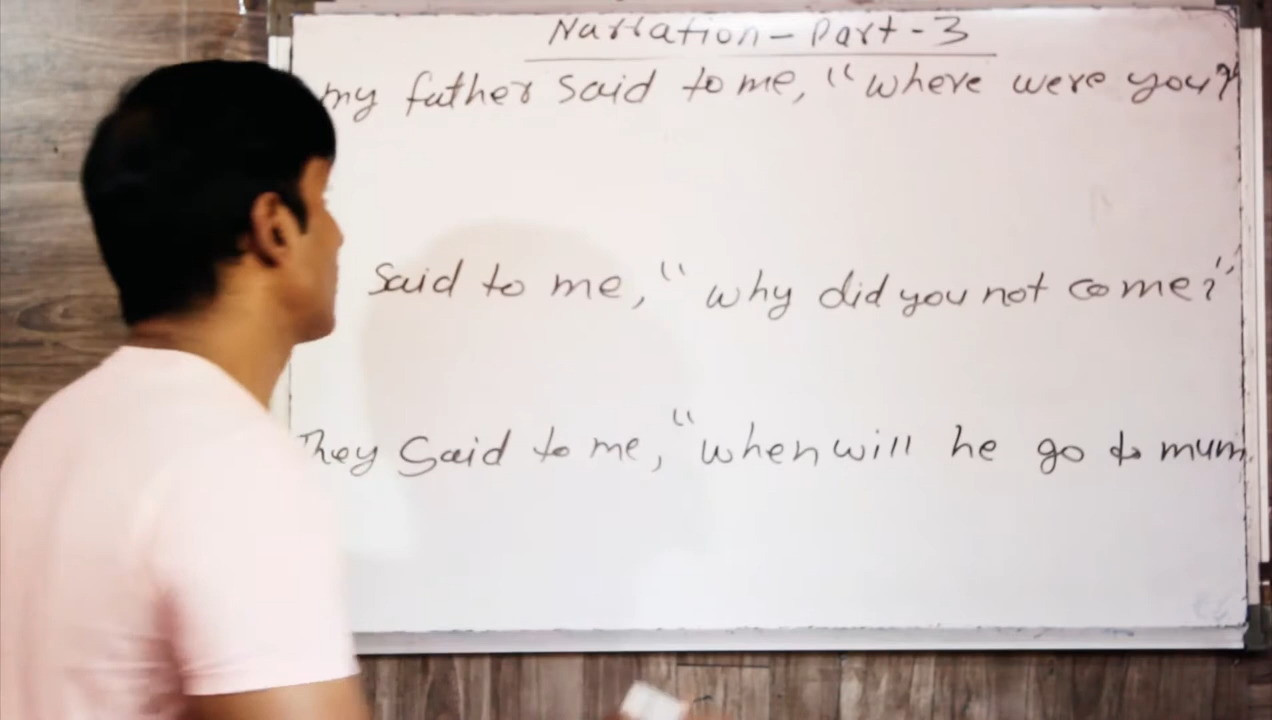 Narration - Part - 3
my father said to me, "where were you?"
Said to me, "why did you not come?"
They Said to me, "when will he go to mum